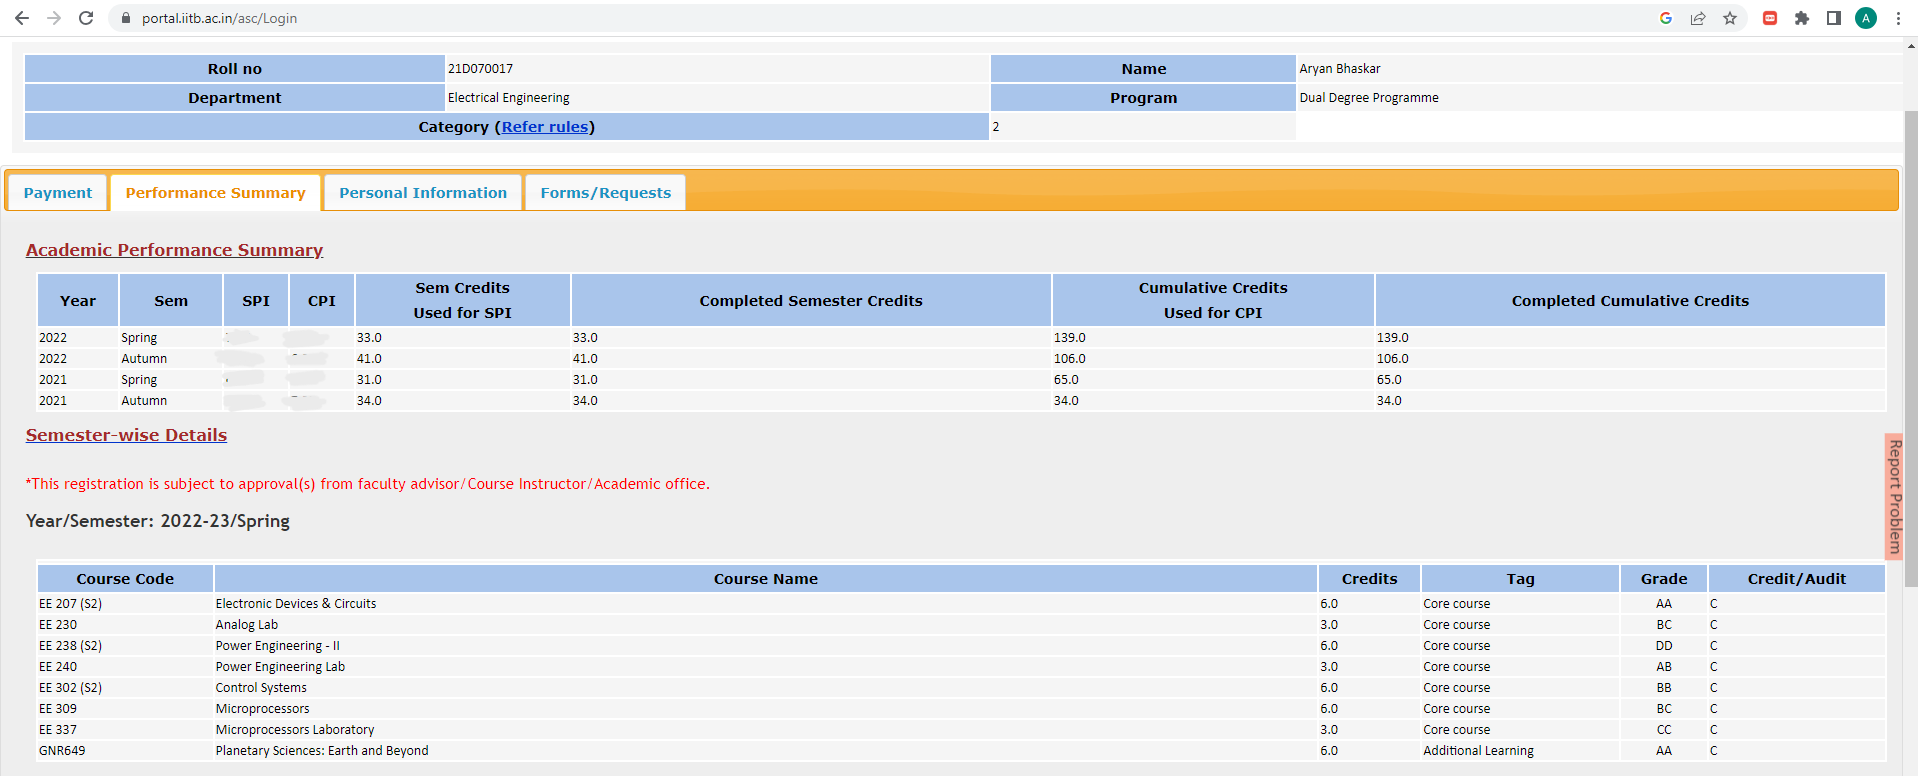 portal.iitb.ac.in/asc/Login
A
Roll no 21D070017 Name Aryan Bhaskar
Department Electrical Engineering Program Dual Degree Programme
Category (Refer rules) 2
Payment Performance Summary Personal Information Forms/Requests
Academic Performance Summary
Year Sem SPI CPI Sem Credits Used for SPI Completed Semester Credits Cumulative Credits Used for CPI Completed Cumulative Credits
2022 Spring 33.0 33.0 139.0 139.0
2022 Autumn 41.0 41.0 106.0 106.0
2021 Spring 31.0 31.0 65.0 65.0
2021 Autumn 34.0 34.0 34.0 34.0
Semester-wise Details
Report Problem
*This registration is subject to approval(s) from faculty advisor/Course Instructor/Academic office.
Year/Semester: 2022-23/Spring
Course Code Course Name Credits Tag Grade Credit/Audit
EE 207 (S2) Electronic Devices & Circuits 6.0 Core course AA C
EE 230 Analog Lab 3.0 Core course BC C
EE 238 (S2) Power Engineering - II 6.0 Core course DD C
EE 240 Power Engineering Lab 3.0 Core course AB C
EE 302 (S2) Control Systems 6.0 Core course BB C
EE 309 Microprocessors 6.0 Core course BC C
EE 337 Microprocessors Laboratory 3.0 Core course CC C
GNR649 Planetary Sciences: Earth and Beyond 6.0 Additional Learning AA C